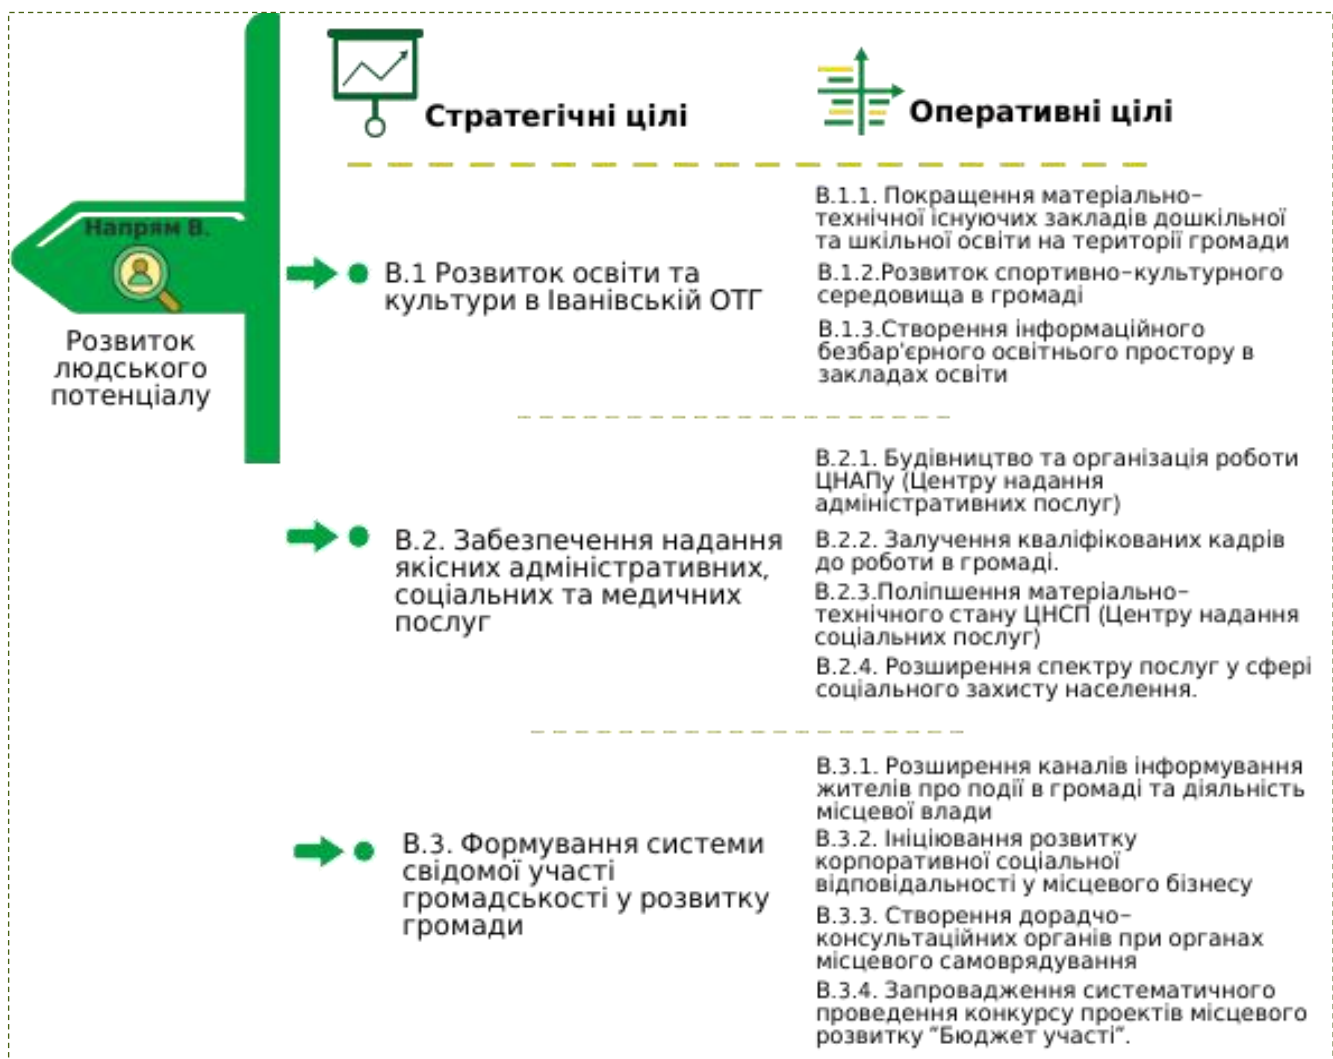 Стратегічні цілі
Оперативні цілі
Напрям В.
Розвиток
людського
потенціалу
В.1 Розвиток освіти та
культури в Іванівській ОТГ
В.1.1. Покращення матеріально-
технічної існуючих закладів дошкільної
та шкільної освіти на території громади
В.1.2.Розвиток спортивно-культурного
середовища в громаді
В.1.3.Створення інформаційного
безбар'єрного освітнього простору в
закладах освіти
В.2. Забезпечення надання
якісних адміністративних,
соціальних та медичних
послуг
В.2.1. Будівництво та організація роботи
ЦНАПу (Центру надання
адміністративних послуг)
В.2.2. Залучення кваліфікованих кадрів
до роботи в громаді.
В.2.3.Поліпшення матеріально-
технічного стану ЦНСП (Центру надання
соціальних послуг)
В.2.4. Розширення спектру послуг у сфері
соціального захисту населення.
В.3. Формування системи
свідомої участі
громадськості у розвитку
громади
В.3.1. Розширення каналів інформування
жителів про події в громаді та діяльність
місцевої влади
В.3.2. Ініціювання розвитку
корпоративної соціальної
відповідальності у місцевого бізнесу
В.3.3. Створення дорадчо-
консультаційних органів при органах
місцевого самоврядування
В.3.4. Запровадження систематичного
проведення конкурсу проектів місцевого
розвитку "Бюджет участі".